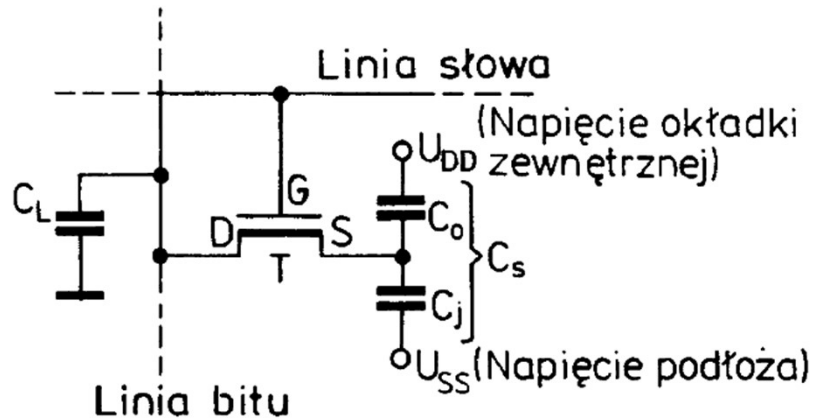 Linia słowa
(Napięcie okładki
U_DD zewnętrznej)
C_L
G
C_o
D
S
C_s
T
C_j
U_SS (Napięcie podłoża)
Linia bitu